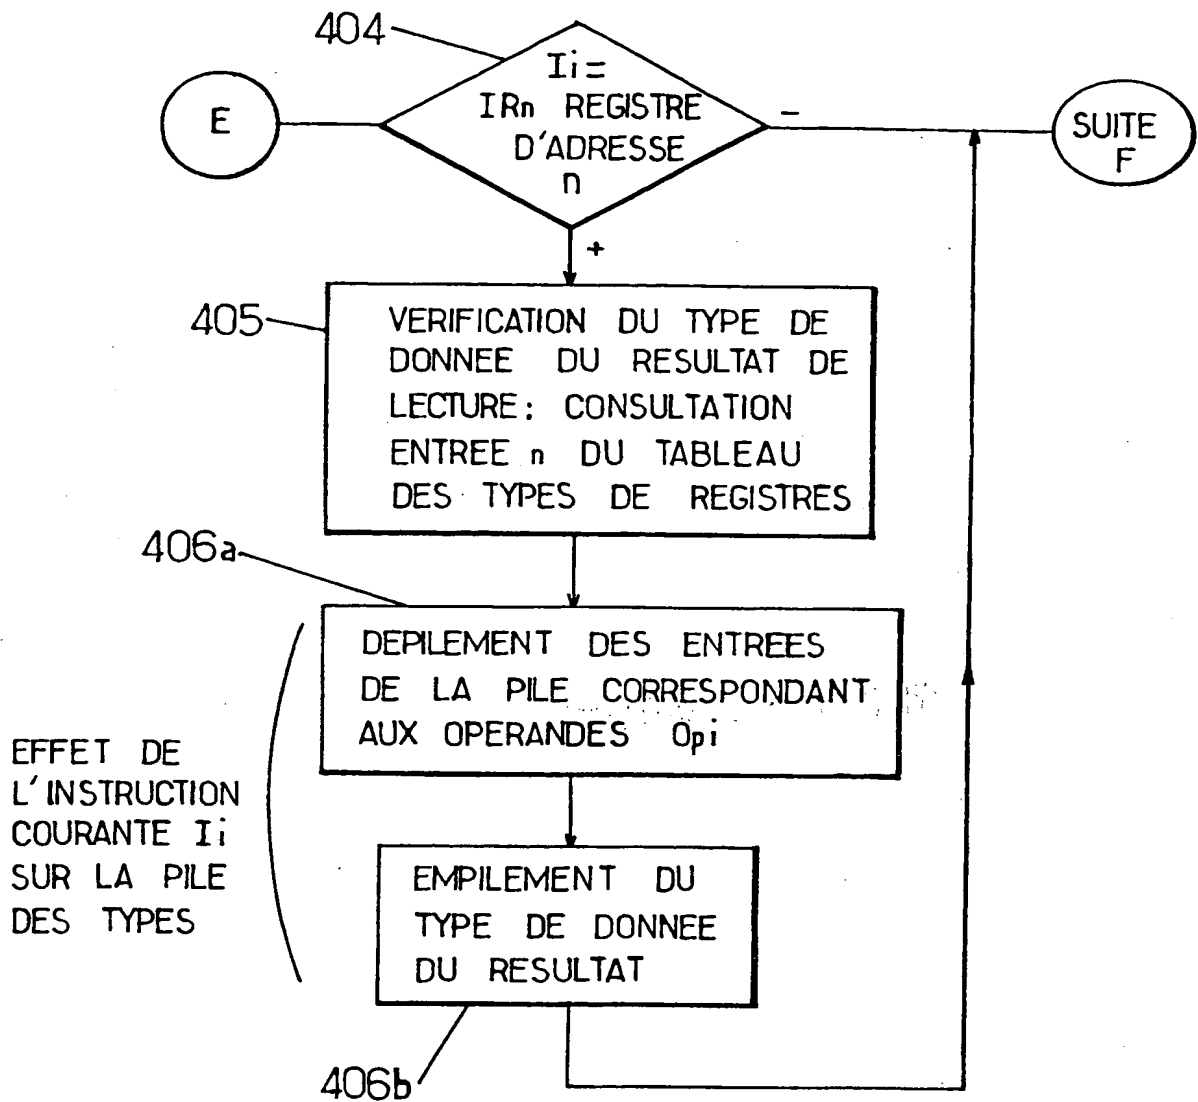 404
Ii=
IRn REGISTRE
D'ADRESSE
n
E
-
SUITE
F
+
405
VERIFICATION DU TYPE DE
DONNEE DU RESULTAT DE
LECTURE: CONSULTATION
ENTREE n DU TABLEAU
DES TYPES DE REGISTRES
406a
DEPILEMENT DES ENTREES
DE LA PILE CORRESPONDANT
AUX OPERANDES Opi
EFFET DE
L'INSTRUCTION
COURANTE Ii
SUR LA PILE
DES TYPES
EMPILEMENT DU
TYPE DE DONNEE
DU RESULTAT
406b